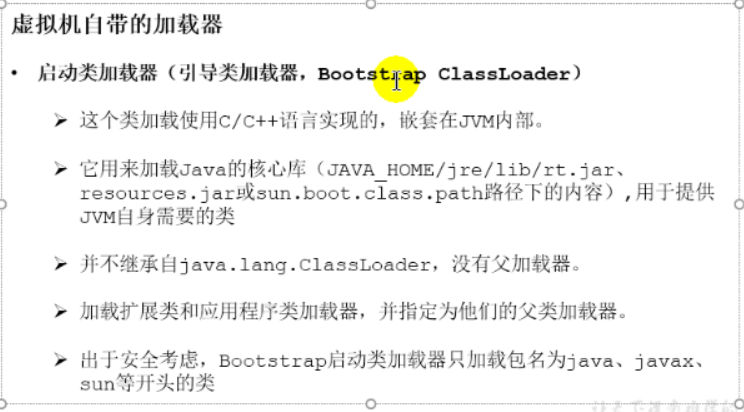 虚拟机自带的加载器
• 启动类加载器（引导类加载器，Bootstrap ClassLoader）
➢ 这个类加载使用C/C++语言实现的，嵌套在JVM内部。
➢ 它用来加载Java的核心库（JAVA_HOME/jre/lib/rt.jar、
resources.jar或sun.boot.class.path路径下的内容）,用于提供
JVM自身需要的类
➢ 并不继承自java.lang.ClassLoader，没有父加载器。
➢ 加载扩展类和应用程序类加载器，并指定为他们的父类加载器。
➢ 出于安全考虑，Bootstrap启动类加载器只加载包名为java、javax、
sun等开头的类